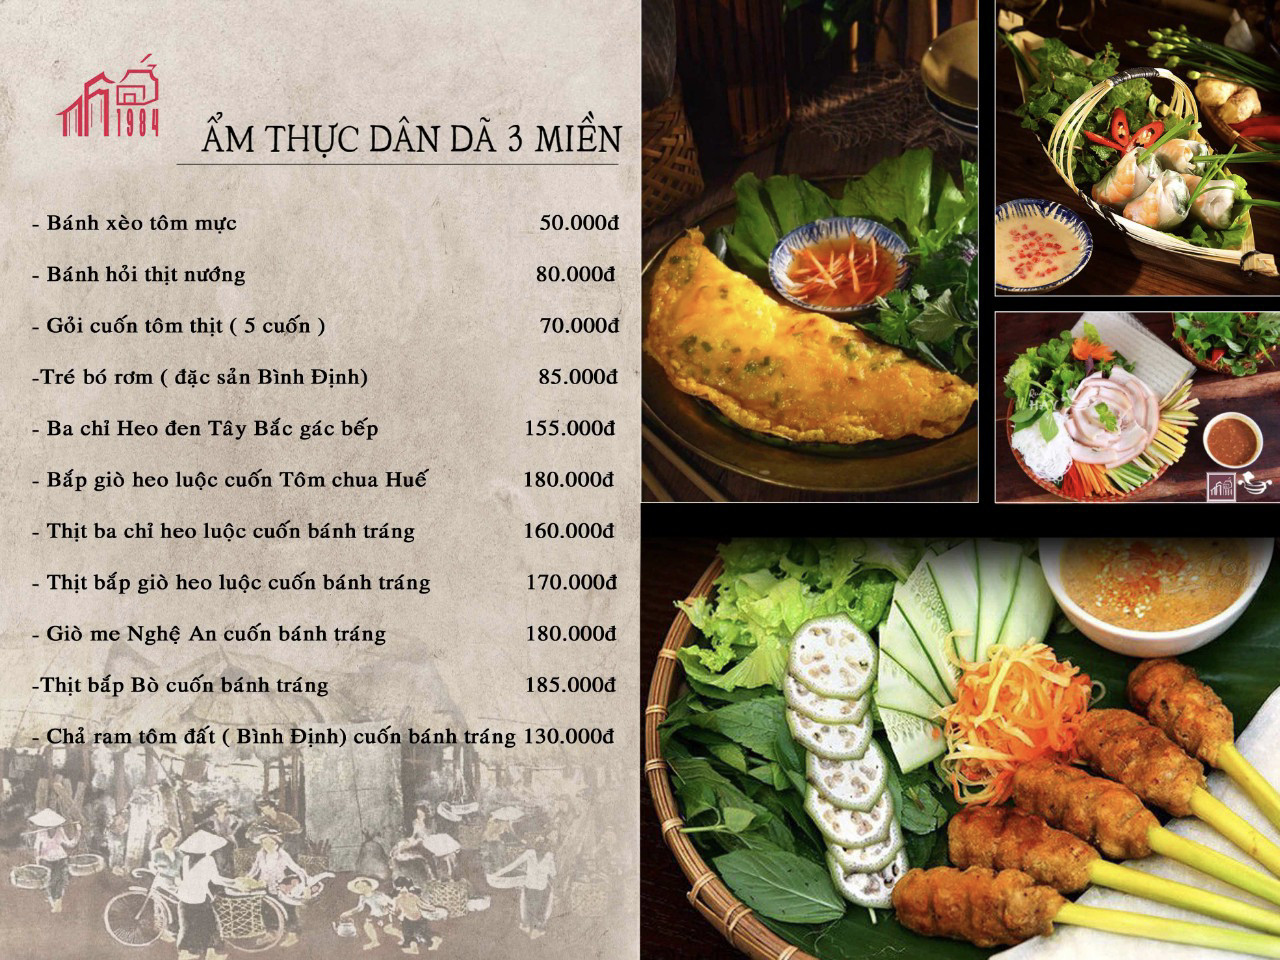 Phố
1984
ẨM THỰC DÂN DÃ 3 MIỀN
- Bánh xèo tôm mực 50.000đ
- Bánh hỏi thịt nướng 80.000đ
- Gỏi cuốn tôm thịt ( 5 cuốn ) 70.000đ
-Tré bó rơm ( đặc sản Bình Định) 85.000đ
- Ba chỉ Heo đen Tây Bắc gác bếp 155.000đ
- Bắp giò heo luộc cuốn Tôm chua Huế 180.000đ
- Thịt ba chỉ heo luộc cuốn bánh tráng 160.000đ
- Thịt bắp giò heo luộc cuốn bánh tráng 170.000đ
- Giò me Nghệ An cuốn bánh tráng 180.000đ
-Thịt bắp Bò cuốn bánh tráng 185.000đ
- Chả ram tôm đất ( Bình Định) cuốn bánh tráng 130.000đ